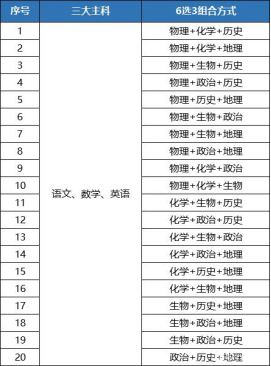 序号 三大主科 6选3组合方式
1 物理+化学+历史
2 物理+化学+地理
3 物理+生物+历史
4 物理+政治+历史
5 物理+历史+地理
6 物理+生物+政治
7 物理+生物+地理
8 物理+政治+地理
9 物理+化学+政治
10 物理+化学+生物
语文、数学、英语
11 化学+生物+历史
12 化学+政治+历史
13 化学+生物+政治
14 化学+政治+地理
15 化学+历史+地理
16 化学+生物+地理
17 生物+历史+地理
18 生物+政治+地理
19 生物+政治+历史
20 政治+历史+地理